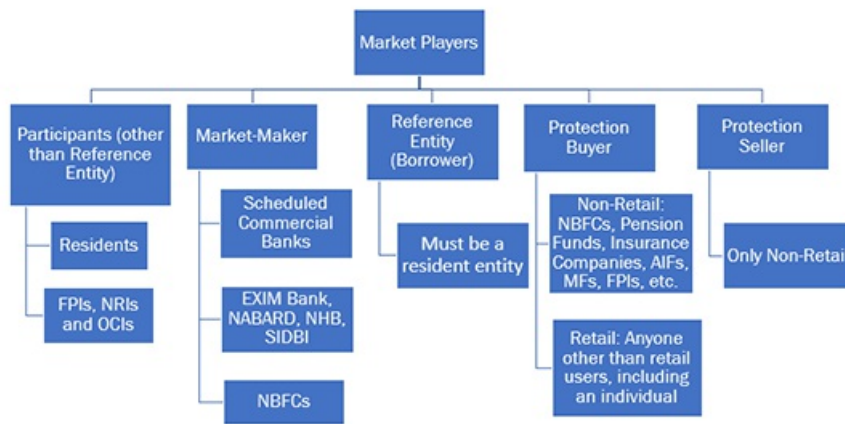 Market Players
Participants (other
than Reference
Entity)
Residents
FPIs, NRIs
and OCIs
Market-Maker
Scheduled
Commercial
Banks
EXIM Bank,
NABARD, NHB,
SIDBI
NBFCs
Reference
Entity
(Borrower)
Must be a
resident entity
Protection
Buyer
Non-Retail:
NBFCs, Pension
Funds, Insurance
Companies, AIFs,
MFs, FPIs, etc.
Retail: Anyone
other than retail
users, including
an individual
Protection
Seller
Only Non-Retail